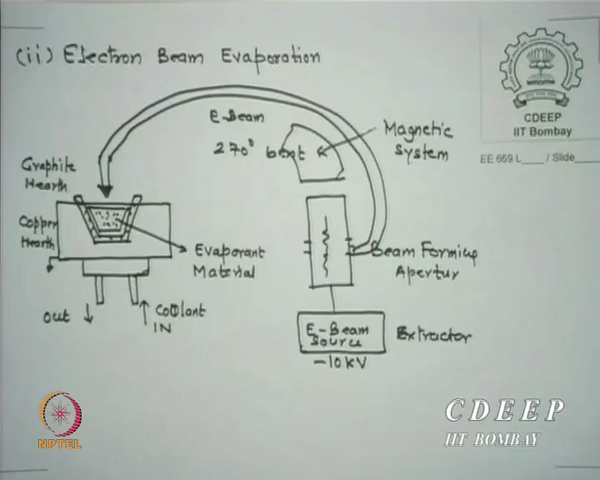 (ii) Electron Beam Evaporation
CDEEP
IIT Bombay
EE 669 L____ / Slide____
E-Beam
270° bent
Magnetic
System
Graphite
Hearth
Copper
Hearth
Evaporant
Material
Beam Forming
Apertur
out
Coolant
IN
E-Beam
Source
-10kV
Extractor
NPTEL
CDEEP
IIT BOMBAY